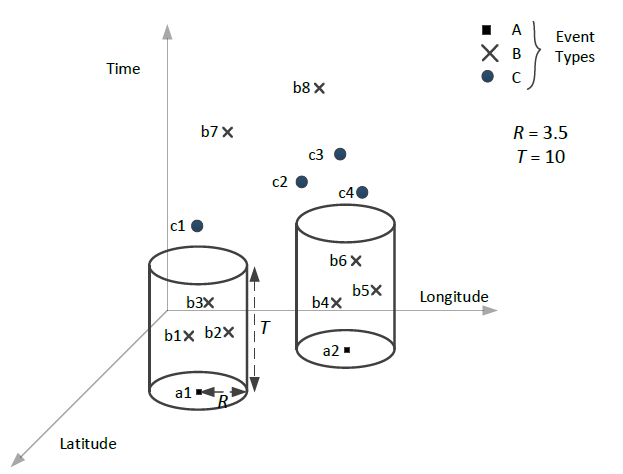 A
B
C
Event
Types
R = 3.5
T = 10
Time
b8
b7
c3
c2
c4
c1
b6
b5
b4
b3
Longitude
b1
b2
T
a2
a1
R
Latitude